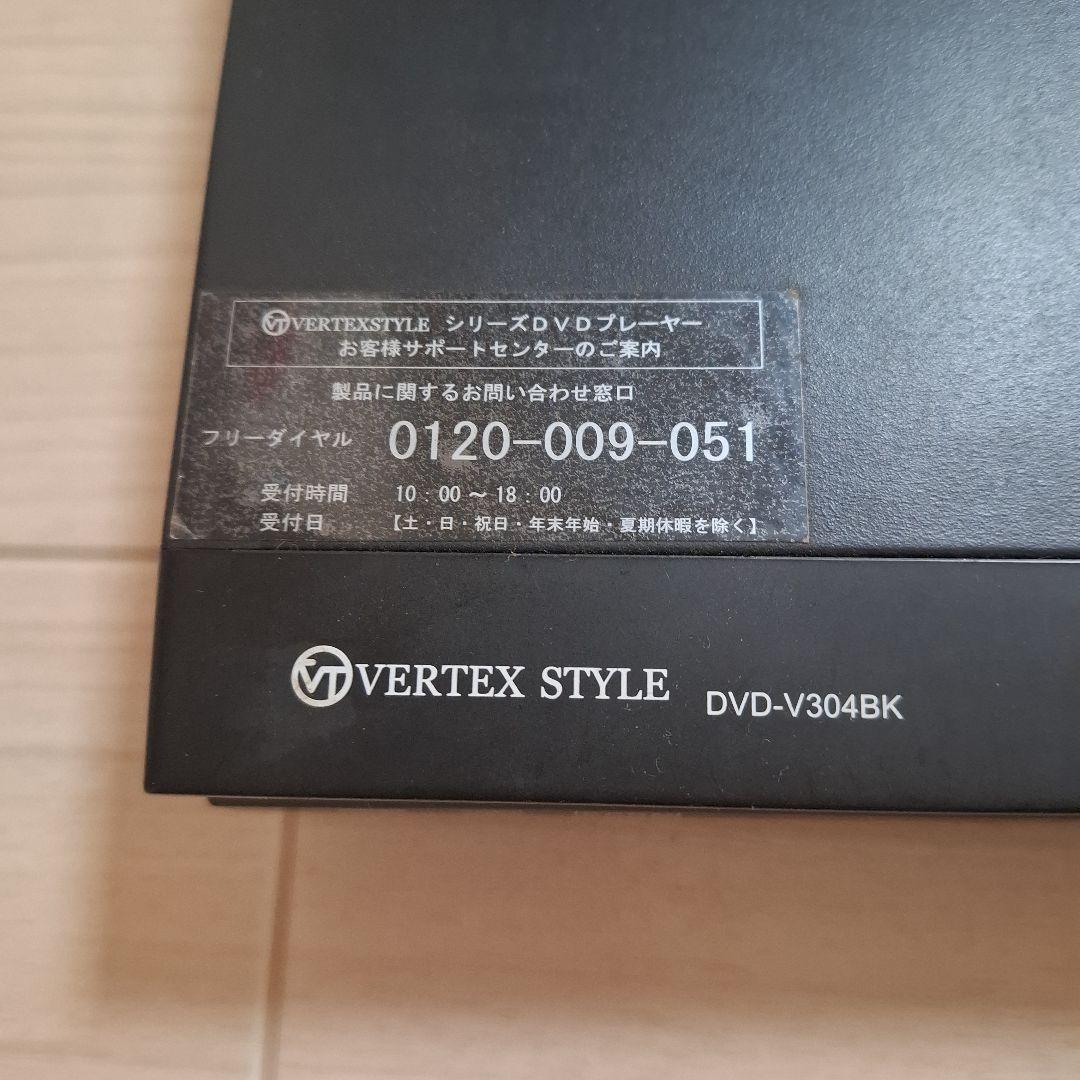 VT VERTEXSTYLE シリーズDVDプレーヤー
お客様サポートセンターのご案内
製品に関するお問い合わせ窓口
フリーダイヤル 0120-009-051
受付時間 10:00~18:00
受付日 【土・日・祝日・年末年始・夏期休暇を除く】
VT VERTEX STYLE DVD-V304BK